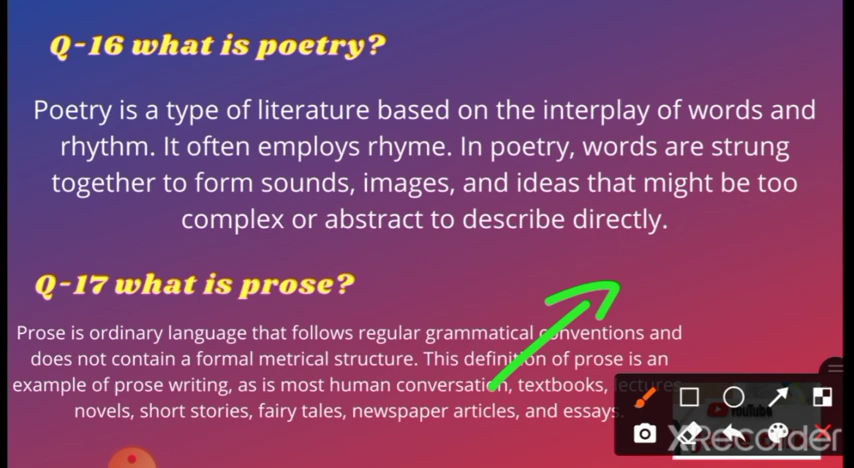 Q-16 what is poetry?
Poetry is a type of literature based on the interplay of words and
rhythm. It often employs rhyme. In poetry, words are strung
together to form sounds, images, and ideas that might be too
complex or abstract to describe directly.
Q-17 what is prose?
Prose is ordinary language that follows regular grammatical conventions and
does not contain a formal metrical structure. This definition of prose is an
example of prose writing, as is most human conversation, textbooks, lectures,
novels, short stories, fairy tales, newspaper articles, and essays.
YouTube
XRecorder